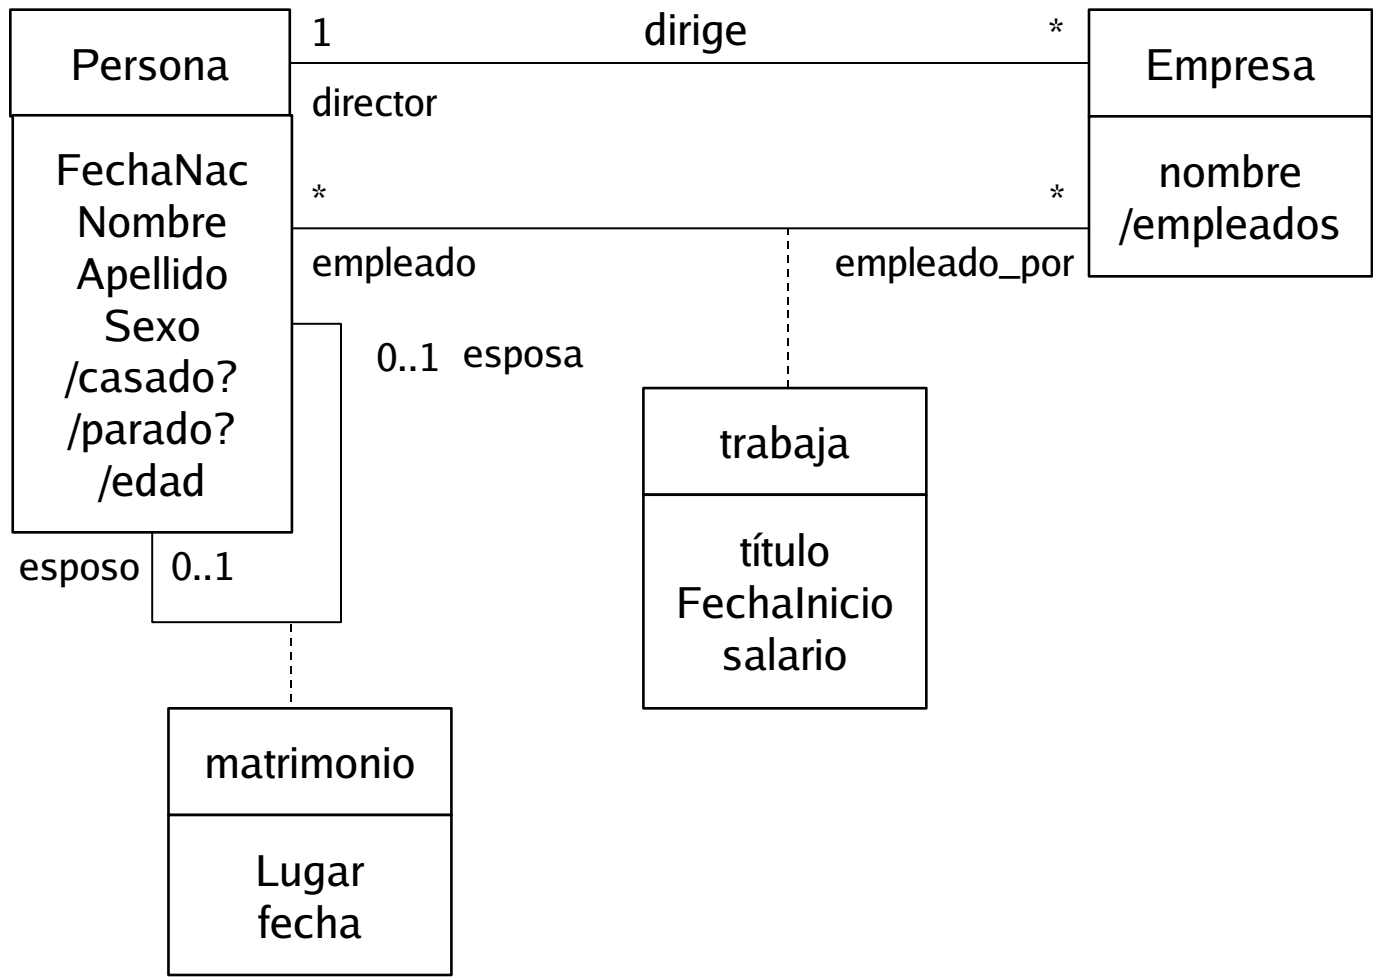 Persona
1
dirige
*
Empresa
director
FechaNac
Nombre
Apellido
Sexo
/casado?
/parado?
/edad
*
*
nombre
/empleados
empleado
empleado_por
0..1
esposa
trabaja
título
FechaInicio
salario
esposo
0..1
matrimonio
Lugar
fecha